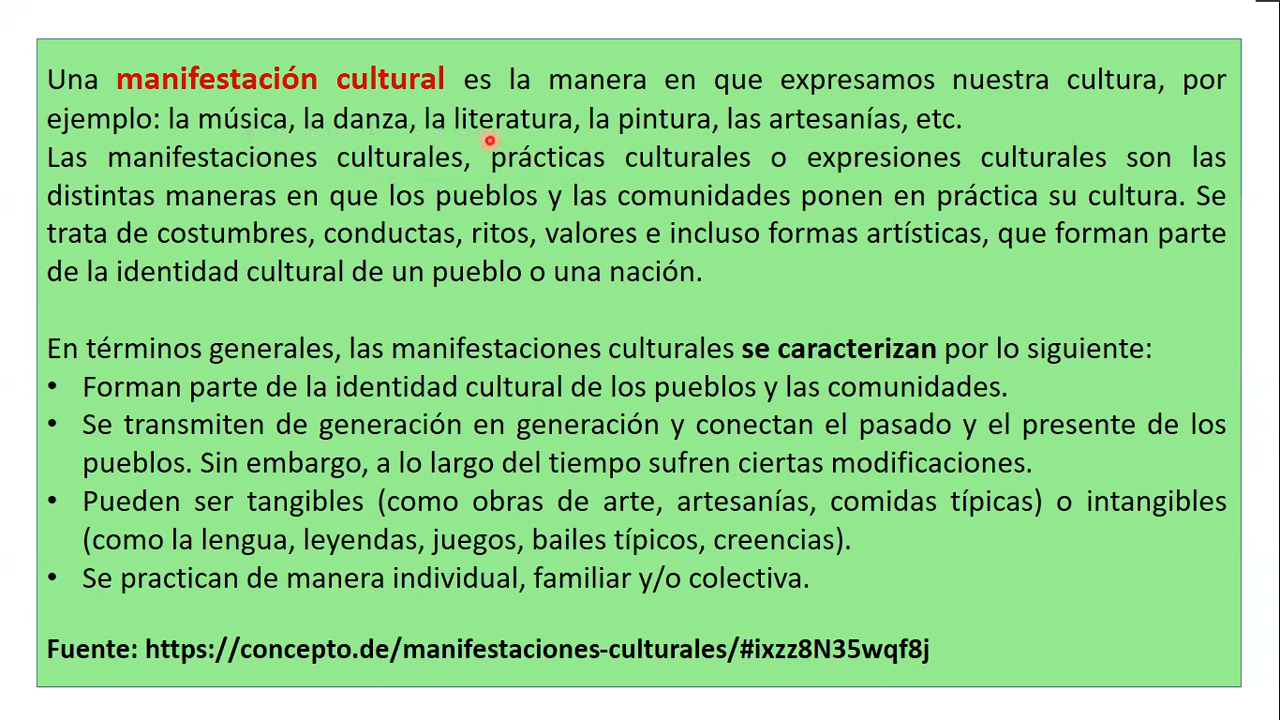 Una manifestación cultural es la manera en que expresamos nuestra cultura, por
ejemplo: la música, la danza, la literatura, la pintura, las artesanías, etc.
Las manifestaciones culturales, prácticas culturales o expresiones culturales son las
distintas maneras en que los pueblos y las comunidades ponen en práctica su cultura. Se
trata de costumbres, conductas, ritos, valores e incluso formas artísticas, que forman parte
de la identidad cultural de un pueblo o una nación.
En términos generales, las manifestaciones culturales se caracterizan por lo siguiente:
• Forman parte de la identidad cultural de los pueblos y las comunidades.
• Se transmiten de generación en generación y conectan el pasado y el presente de los
pueblos. Sin embargo, a lo largo del tiempo sufren ciertas modificaciones.
• Pueden ser tangibles (como obras de arte, artesanías, comidas típicas) o intangibles
(como la lengua, leyendas, juegos, bailes típicos, creencias).
• Se practican de manera individual, familiar y/o colectiva.
Fuente: https://concepto.de/manifestaciones-culturales/#ixzz8N35wqf8j